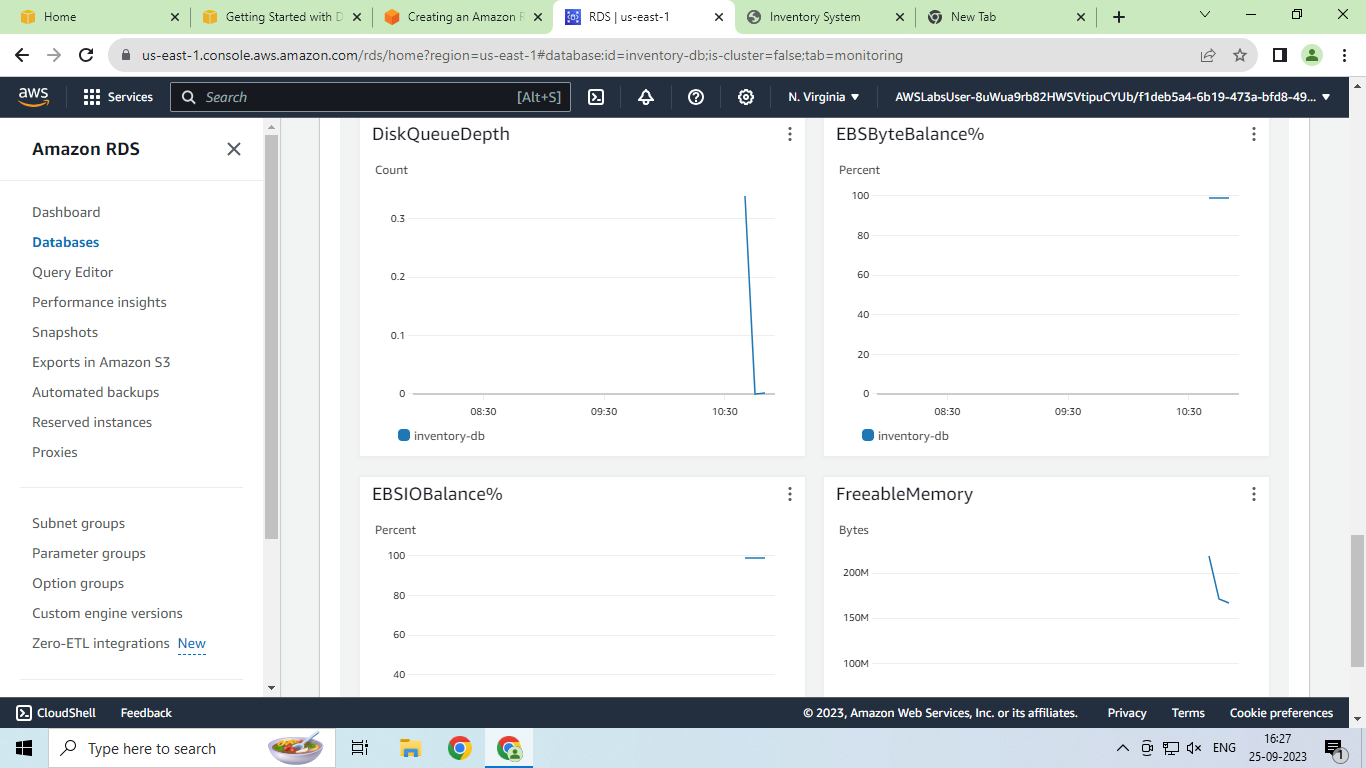 Home
Getting Started with D
Creating an Amazon R
RDS | us-east-1
Inventory System
New Tab
us-east-1.console.aws.amazon.com/rds/home?region=us-east-1#database:id=inventory-db;is-cluster=false;tab=monitoring
aws
Services
Search
[Alt+S]
N. Virginia
AWSLabsUser-8uWua9rb82HWSVtipuCYUb/f1deb5a4-6b19-473a-bfd8-49...
Amazon RDS
Dashboard
Databases
Query Editor
Performance insights
Snapshots
Exports in Amazon S3
Automated backups
Reserved instances
Proxies
Subnet groups
Parameter groups
Option groups
Custom engine versions
Zero-ETL integrations New
DiskQueueDepth
Count
0.3
0.2
0.1
0
08:30 09:30 10:30
inventory-db
EBSByteBalance%
Percent
100
80
60
40
20
0
08:30 09:30 10:30
inventory-db
EBSIOBalance%
Percent
100
80
60
40
FreeableMemory
Bytes
200M
150M
100M
CloudShell
Feedback
© 2023, Amazon Web Services, Inc. or its affiliates.
Privacy
Terms
Cookie preferences
Type here to search
ENG
16:27
25-09-2023
1